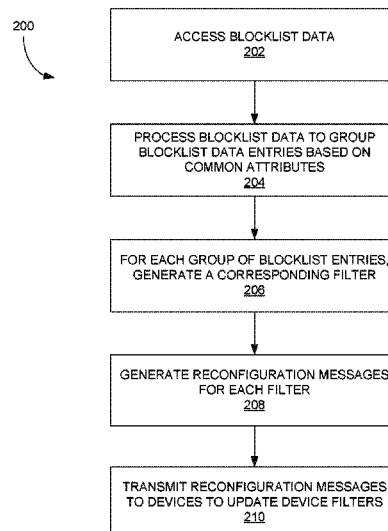 200
ACCESS BLOCKLIST DATA
202
PROCESS BLOCKLIST DATA TO GROUP
BLOCKLIST DATA ENTRIES BASED ON
COMMON ATTRIBUTES
204
FOR EACH GROUP OF BLOCKLIST ENTRIES,
GENERATE A CORRESPONDING FILTER
206
GENERATE RECONFIGURATION MESSAGES
FOR EACH FILTER
208
TRANSMIT RECONFIGURATION MESSAGES
TO DEVICES TO UPDATE DEVICE FILTERS
210